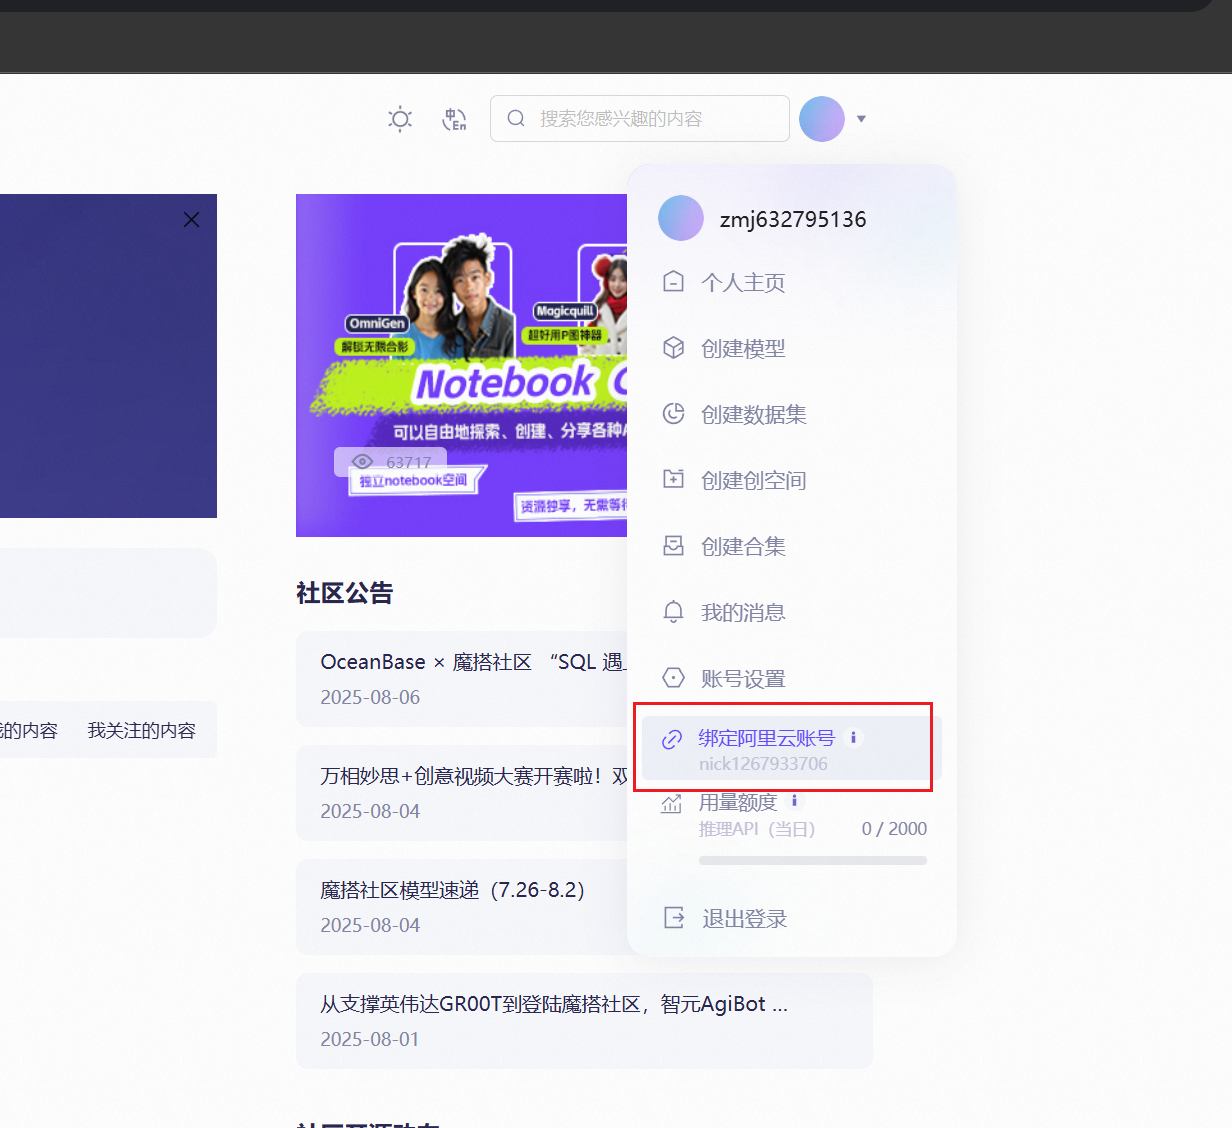 搜索您感兴趣的内容
zmj632795136
个人主页
创建模型
创建数据集
创建创空间
创建合集
我的消息
账号设置
绑定阿里云账号
nick1267933706
用量额度
推理API（当日） 0 / 2000
退出登录
OmniGen
解锁无限合影
Magicquill
超好用P图神器
Notebook
可以自由地探索、创建、分享各种
63717
独立notebook空间
资源独享，无需等
社区公告
OceanBase × 魔搭社区 “SQL 遇
2025-08-06
万相妙思+创意视频大赛开赛啦！双
2025-08-04
魔搭社区模型速递（7.26-8.2）
2025-08-04
从支撑英伟达GR00T到登陆魔搭社区，智元AgiBot ...
2025-08-01
的内容 我关注的内容